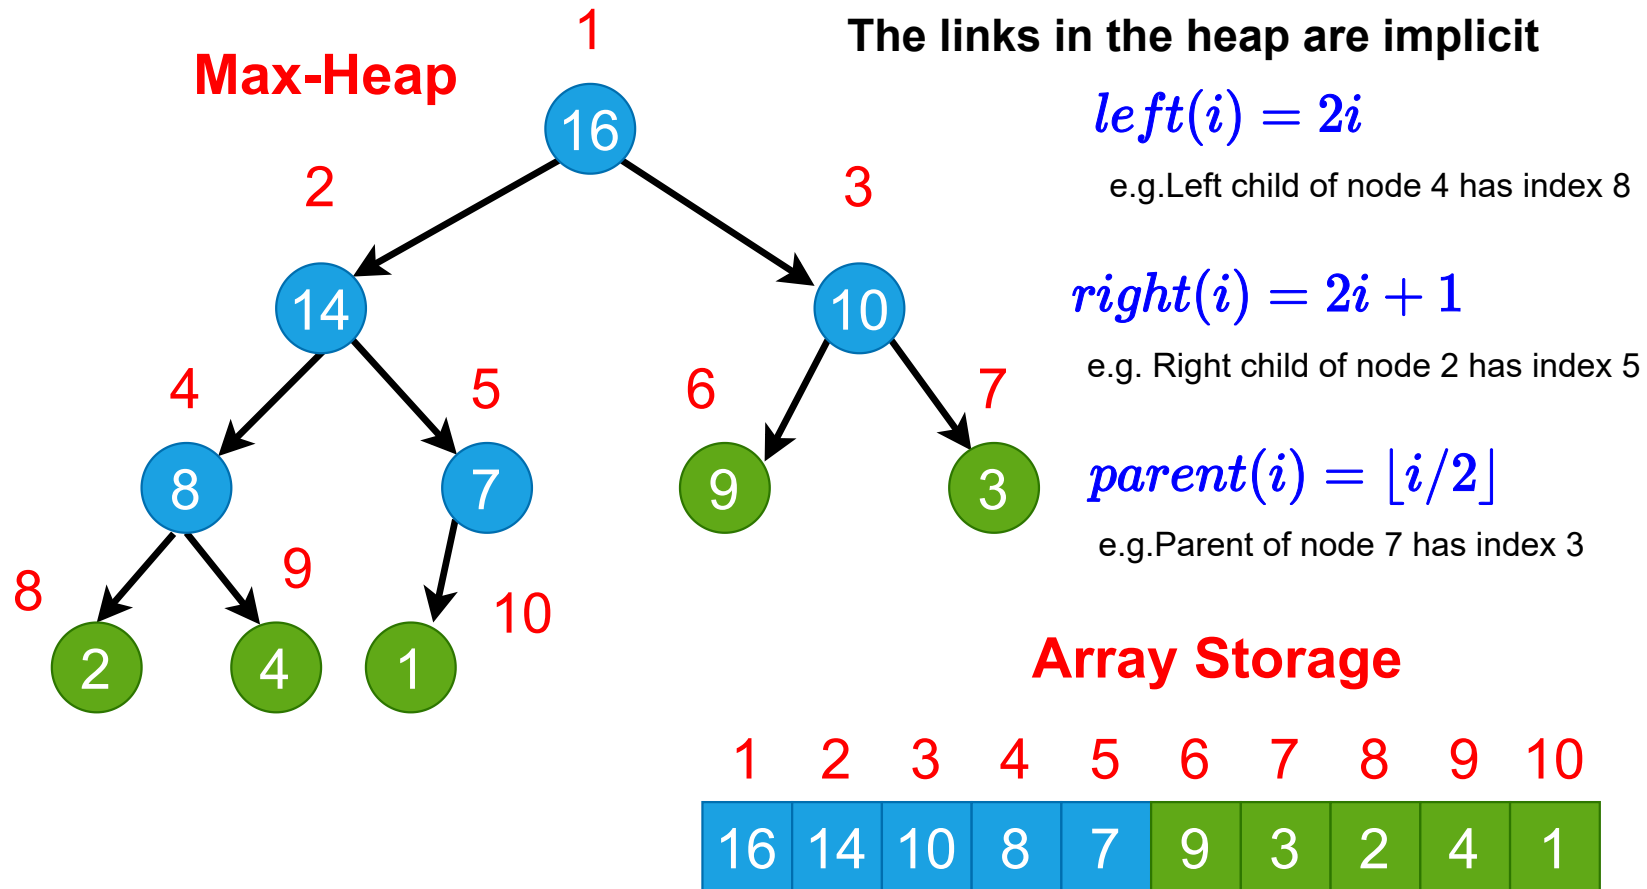 Max-Heap
1
16
2
3
14
10
4
5
6
7
8
7
9
3
8
9
10
2
4
1
The links in the heap are implicit
left(i) = 2i
e.g.Left child of node 4 has index 8
right(i) = 2i + 1
e.g. Right child of node 2 has index 5
parent(i) = ⌊i/2⌋
e.g.Parent of node 7 has index 3
Array Storage
1 2 3 4 5 6 7 8 9 10
16 14 10 8 7 9 3 2 4 1